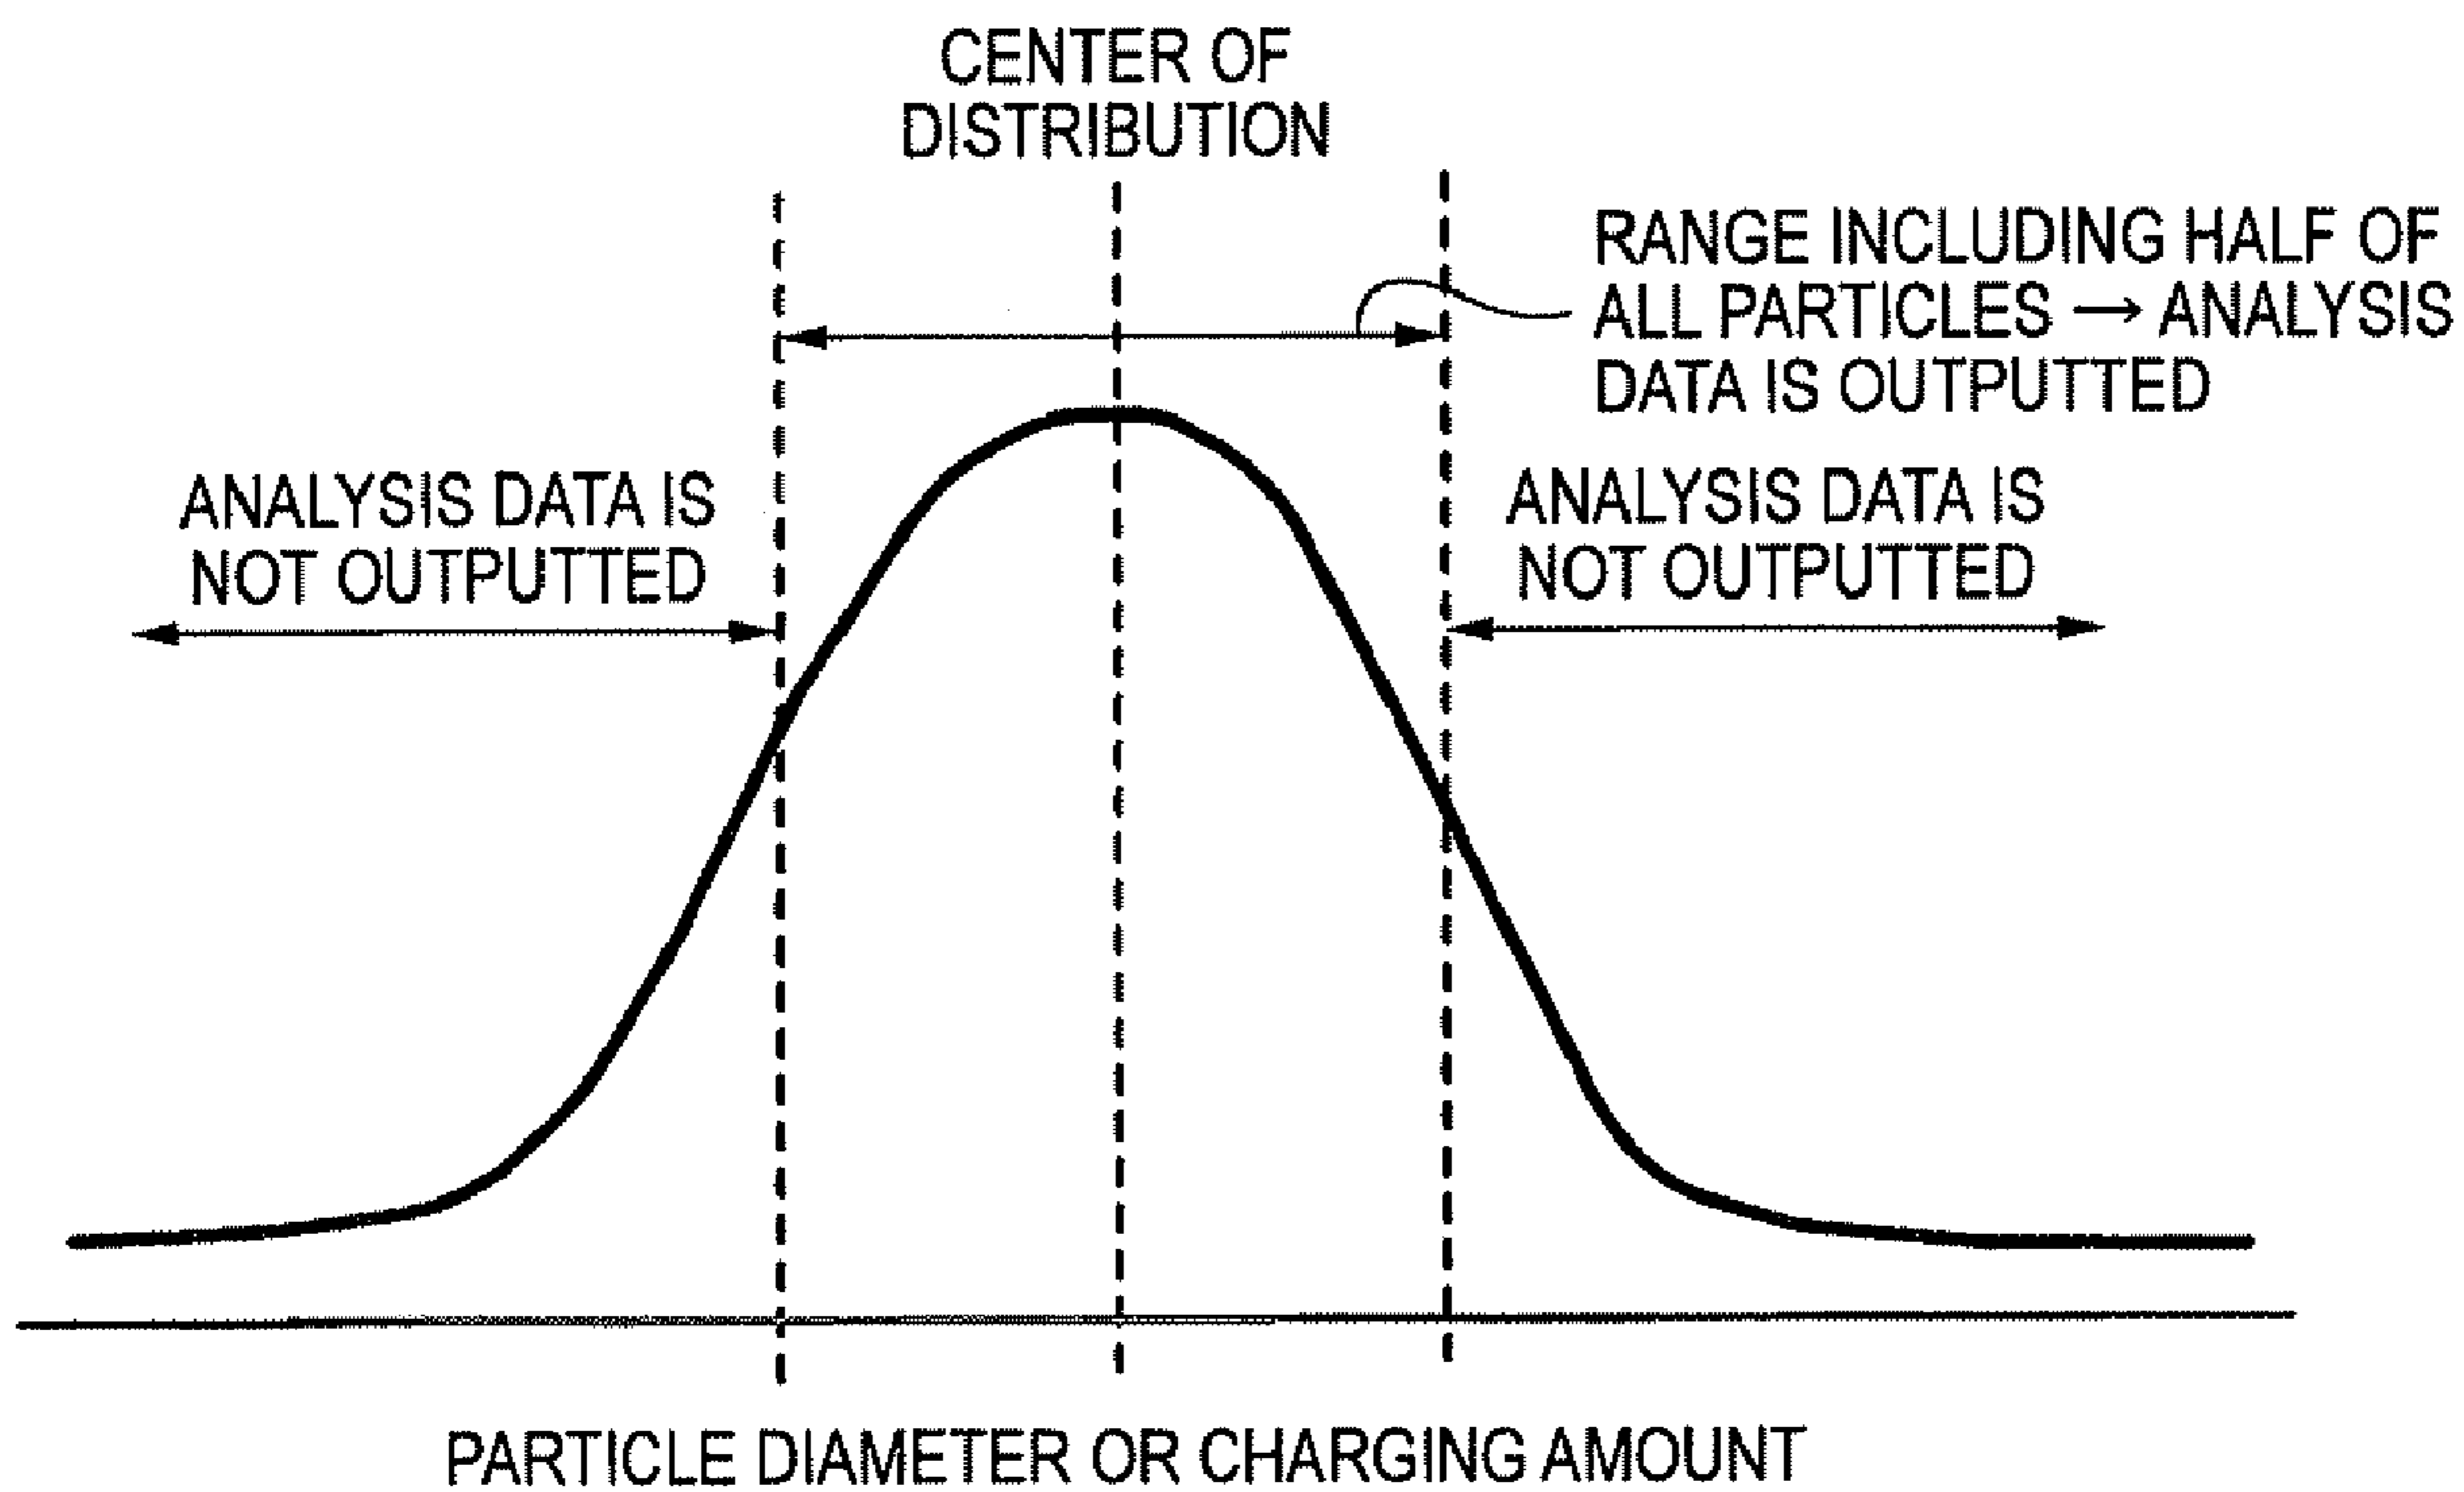 CENTER OF
DISTRIBUTION
RANGE INCLUDING HALF OF
ALL PARTICLES → ANALYSIS
DATA IS OUTPUTTED
ANALYSIS DATA IS
NOT OUTPUTTED
ANALYSIS DATA IS
NOT OUTPUTTED
PARTICLE DIAMETER OR CHARGING AMOUNT